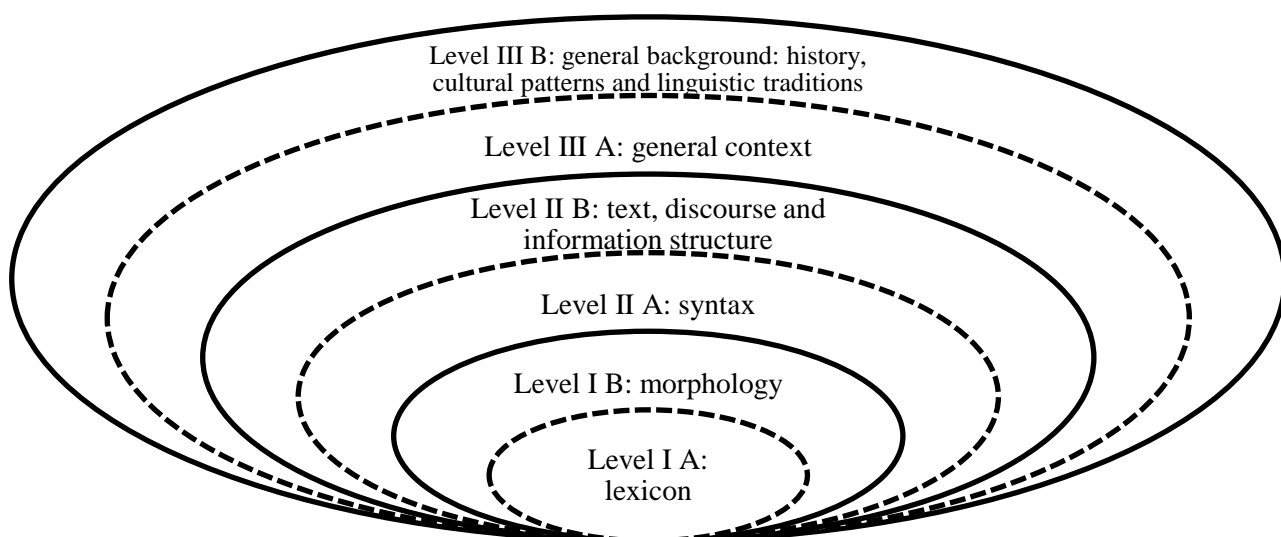 Level III B: general background: history,
cultural patterns and linguistic traditions
Level III A: general context
Level II B: text, discourse and
information structure
Level II A: syntax
Level I B: morphology
Level I A:
lexicon